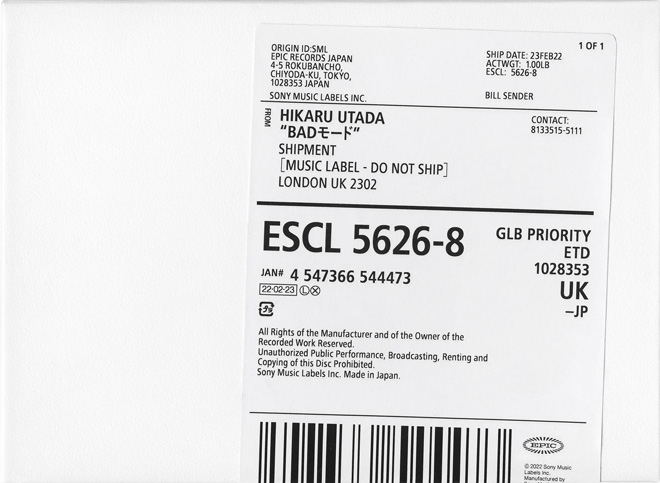 1 OF 1
ORIGIN ID:SML
EPIC RECORDS JAPAN
4-5 ROKUBANCHO,
CHIYODA-KU, TOKYO,
1028353 JAPAN
SONY MUSIC LABELS INC.
SHIP DATE: 23FEB22
ACTWGT: 1.00LB
ESCL: 5626-8
BILL SENDER
FROM
HIKARU UTADA
"BADモード"
SHIPMENT
[MUSIC LABEL - DO NOT SHIP]
LONDON UK 2302
CONTACT:
8133515-5111
ESCL 5626-8
GLB PRIORITY
ETD
1028353
UK
–JP
JAN# 4 547366 544473
22·02·23 Ⓛ Ⓧ
All Rights of the Manufacturer and of the Owner of the
Recorded Work Reserved.
Unauthorized Public Performance, Broadcasting, Renting and
Copying of this Disc Prohibited.
Sony Music Labels Inc. Made in Japan.
EPIC
© 2022 Sony Music
Labels Inc.
Manufactured by